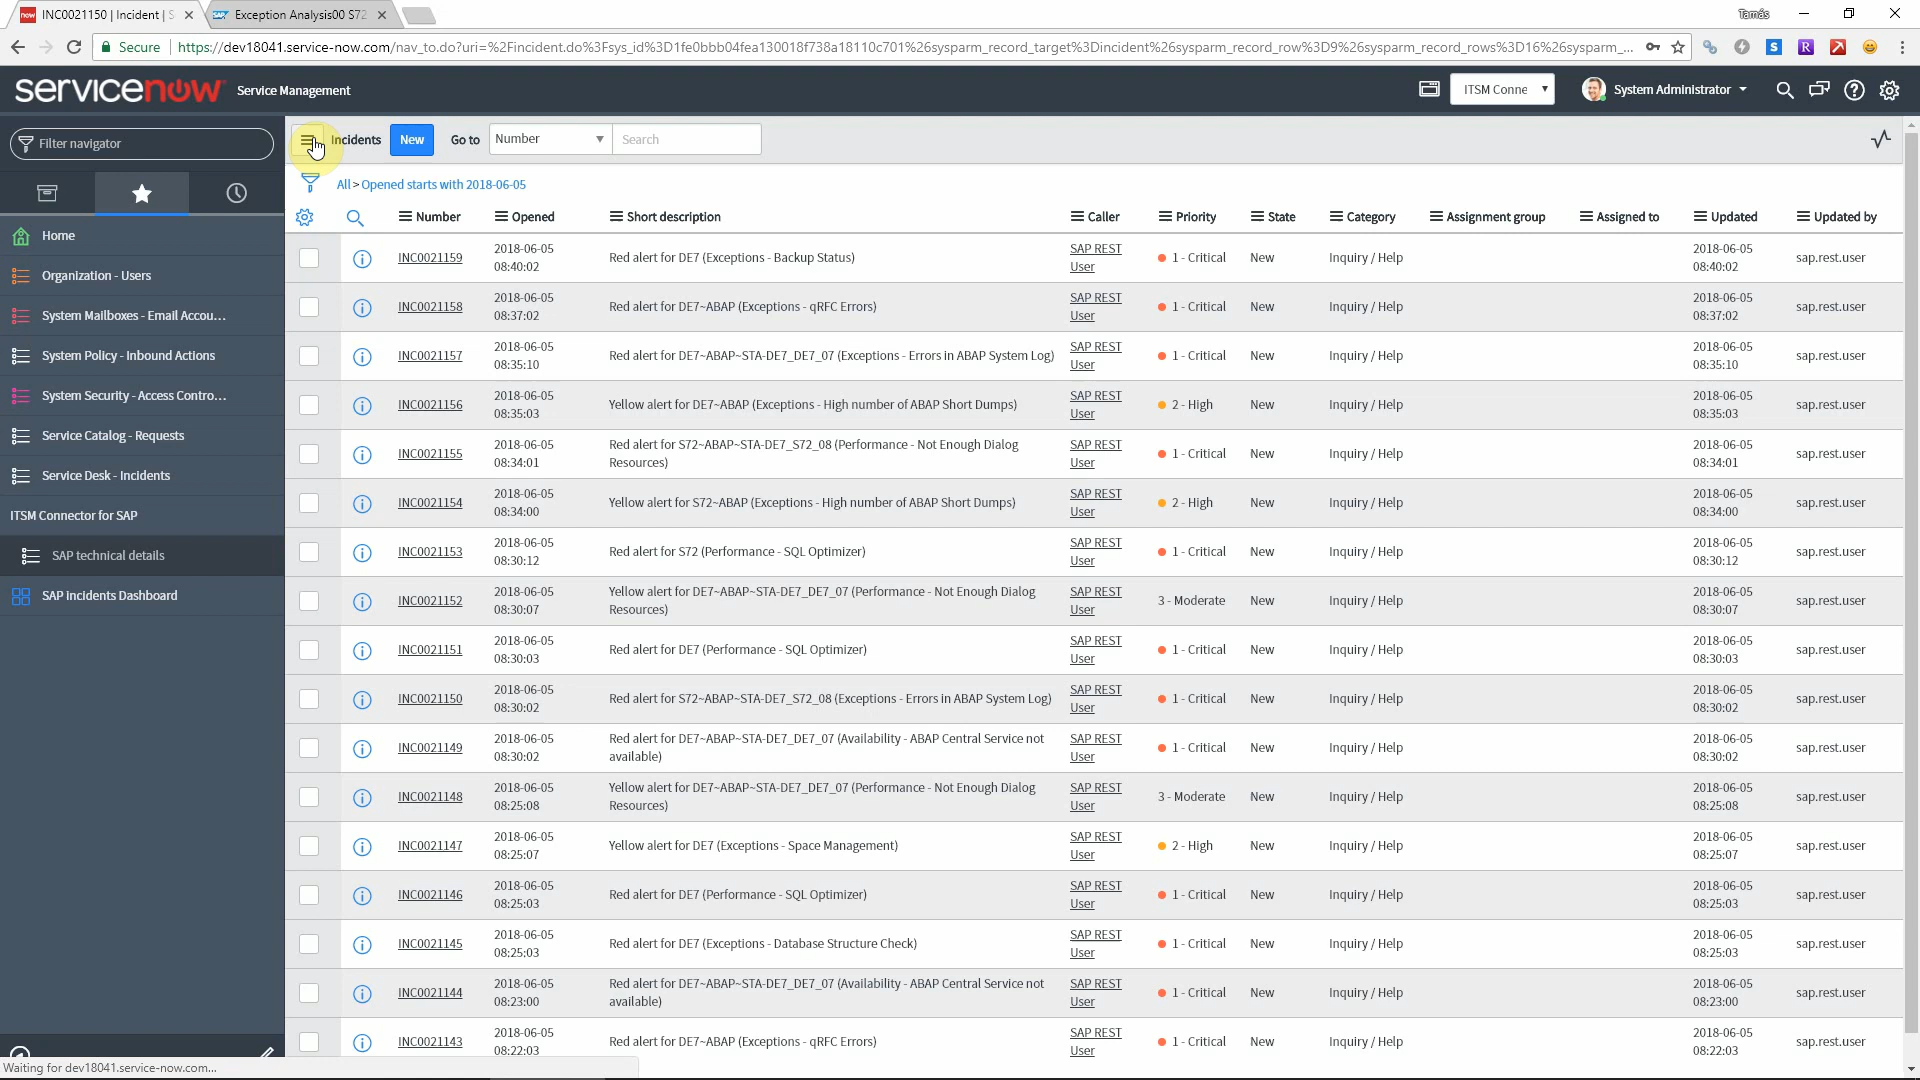 INC0021150 | Incident | S
Exception Analysis00 S72
Tamás
Secure
https://dev18041.service-now.com/nav_to.do?uri=%2Fincident.do%3Fsys_id%3D1fe0bbb04fea130018f738a18110c701%26sysparm_record_target%3Dincident%26sysparm_record_row%3D9%26sysparm_record_rows%3D16%26sysparm_...
servicenow Service Management
ITSM Conne
System Administrator
Filter navigator
Incidents New Go to Number Search
All > Opened starts with 2018-06-05
Home
Organization - Users
System Mailboxes - Email Accou...
System Policy - Inbound Actions
System Security - Access Contro...
Service Catalog - Requests
Service Desk - Incidents
ITSM Connector for SAP
SAP technical details
SAP Incidents Dashboard
Number Opened Short description Caller Priority State Category Assignment group Assigned to Updated Updated by
INC0021159 2018-06-05 08:40:02 Red alert for DE7 (Exceptions - Backup Status) SAP REST User 1 - Critical New Inquiry / Help 2018-06-05 08:40:02 sap.rest.user
INC0021158 2018-06-05 08:37:02 Red alert for DE7~ABAP (Exceptions - qRFC Errors) SAP REST User 1 - Critical New Inquiry / Help 2018-06-05 08:37:02 sap.rest.user
INC0021157 2018-06-05 08:35:10 Red alert for DE7~ABAP~STA-DE7_DE7_07 (Exceptions - Errors in ABAP System Log) SAP REST User 1 - Critical New Inquiry / Help 2018-06-05 08:35:10 sap.rest.user
INC0021156 2018-06-05 08:35:03 Yellow alert for DE7~ABAP (Exceptions - High number of ABAP Short Dumps) SAP REST User 2 - High New Inquiry / Help 2018-06-05 08:35:03 sap.rest.user
INC0021155 2018-06-05 08:34:01 Red alert for S72~ABAP~STA-DE7_S72_08 (Performance - Not Enough Dialog Resources) SAP REST User 1 - Critical New Inquiry / Help 2018-06-05 08:34:01 sap.rest.user
INC0021154 2018-06-05 08:34:00 Yellow alert for S72~ABAP (Exceptions - High number of ABAP Short Dumps) SAP REST User 2 - High New Inquiry / Help 2018-06-05 08:34:00 sap.rest.user
INC0021153 2018-06-05 08:30:12 Red alert for S72 (Performance - SQL Optimizer) SAP REST User 1 - Critical New Inquiry / Help 2018-06-05 08:30:12 sap.rest.user
INC0021152 2018-06-05 08:30:07 Yellow alert for DE7~ABAP~STA-DE7_DE7_07 (Performance - Not Enough Dialog Resources) SAP REST User 3 - Moderate New Inquiry / Help 2018-06-05 08:30:07 sap.rest.user
INC0021151 2018-06-05 08:30:03 Red alert for DE7 (Performance - SQL Optimizer) SAP REST User 1 - Critical New Inquiry / Help 2018-06-05 08:30:03 sap.rest.user
INC0021150 2018-06-05 08:30:02 Red alert for S72~ABAP~STA-DE7_S72_08 (Exceptions - Errors in ABAP System Log) SAP REST User 1 - Critical New Inquiry / Help 2018-06-05 08:30:02 sap.rest.user
INC0021149 2018-06-05 08:30:02 Red alert for DE7~ABAP~STA-DE7_DE7_07 (Availability - ABAP Central Service not available) SAP REST User 1 - Critical New Inquiry / Help 2018-06-05 08:30:02 sap.rest.user
INC0021148 2018-06-05 08:25:08 Yellow alert for DE7~ABAP~STA-DE7_DE7_07 (Performance - Not Enough Dialog Resources) SAP REST User 3 - Moderate New Inquiry / Help 2018-06-05 08:25:08 sap.rest.user
INC0021147 2018-06-05 08:25:07 Yellow alert for DE7 (Exceptions - Space Management) SAP REST User 2 - High New Inquiry / Help 2018-06-05 08:25:07 sap.rest.user
INC0021146 2018-06-05 08:25:03 Red alert for DE7 (Performance - SQL Optimizer) SAP REST User 1 - Critical New Inquiry / Help 2018-06-05 08:25:03 sap.rest.user
INC0021145 2018-06-05 08:25:03 Red alert for DE7 (Exceptions - Database Structure Check) SAP REST User 1 - Critical New Inquiry / Help 2018-06-05 08:25:03 sap.rest.user
INC0021144 2018-06-05 08:23:00 Red alert for DE7~ABAP~STA-DE7_DE7_07 (Availability - ABAP Central Service not available) SAP REST User 1 - Critical New Inquiry / Help 2018-06-05 08:23:00 sap.rest.user
INC0021143 2018-06-05 08:22:03 Red alert for DE7~ABAP (Exceptions - qRFC Errors) SAP REST User 1 - Critical New Inquiry / Help 2018-06-05 08:22:03 sap.rest.user
Waiting for dev18041.service-now.com...